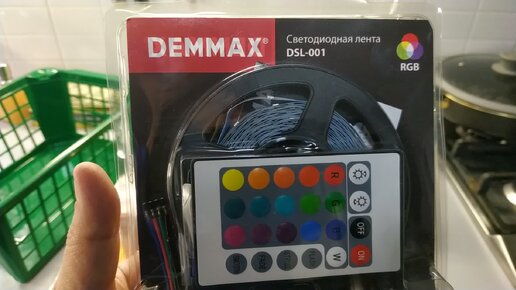 DEMMAX®
Светодиодная лента
DSL-001
RGB
R
G
B
W
OFF
ON